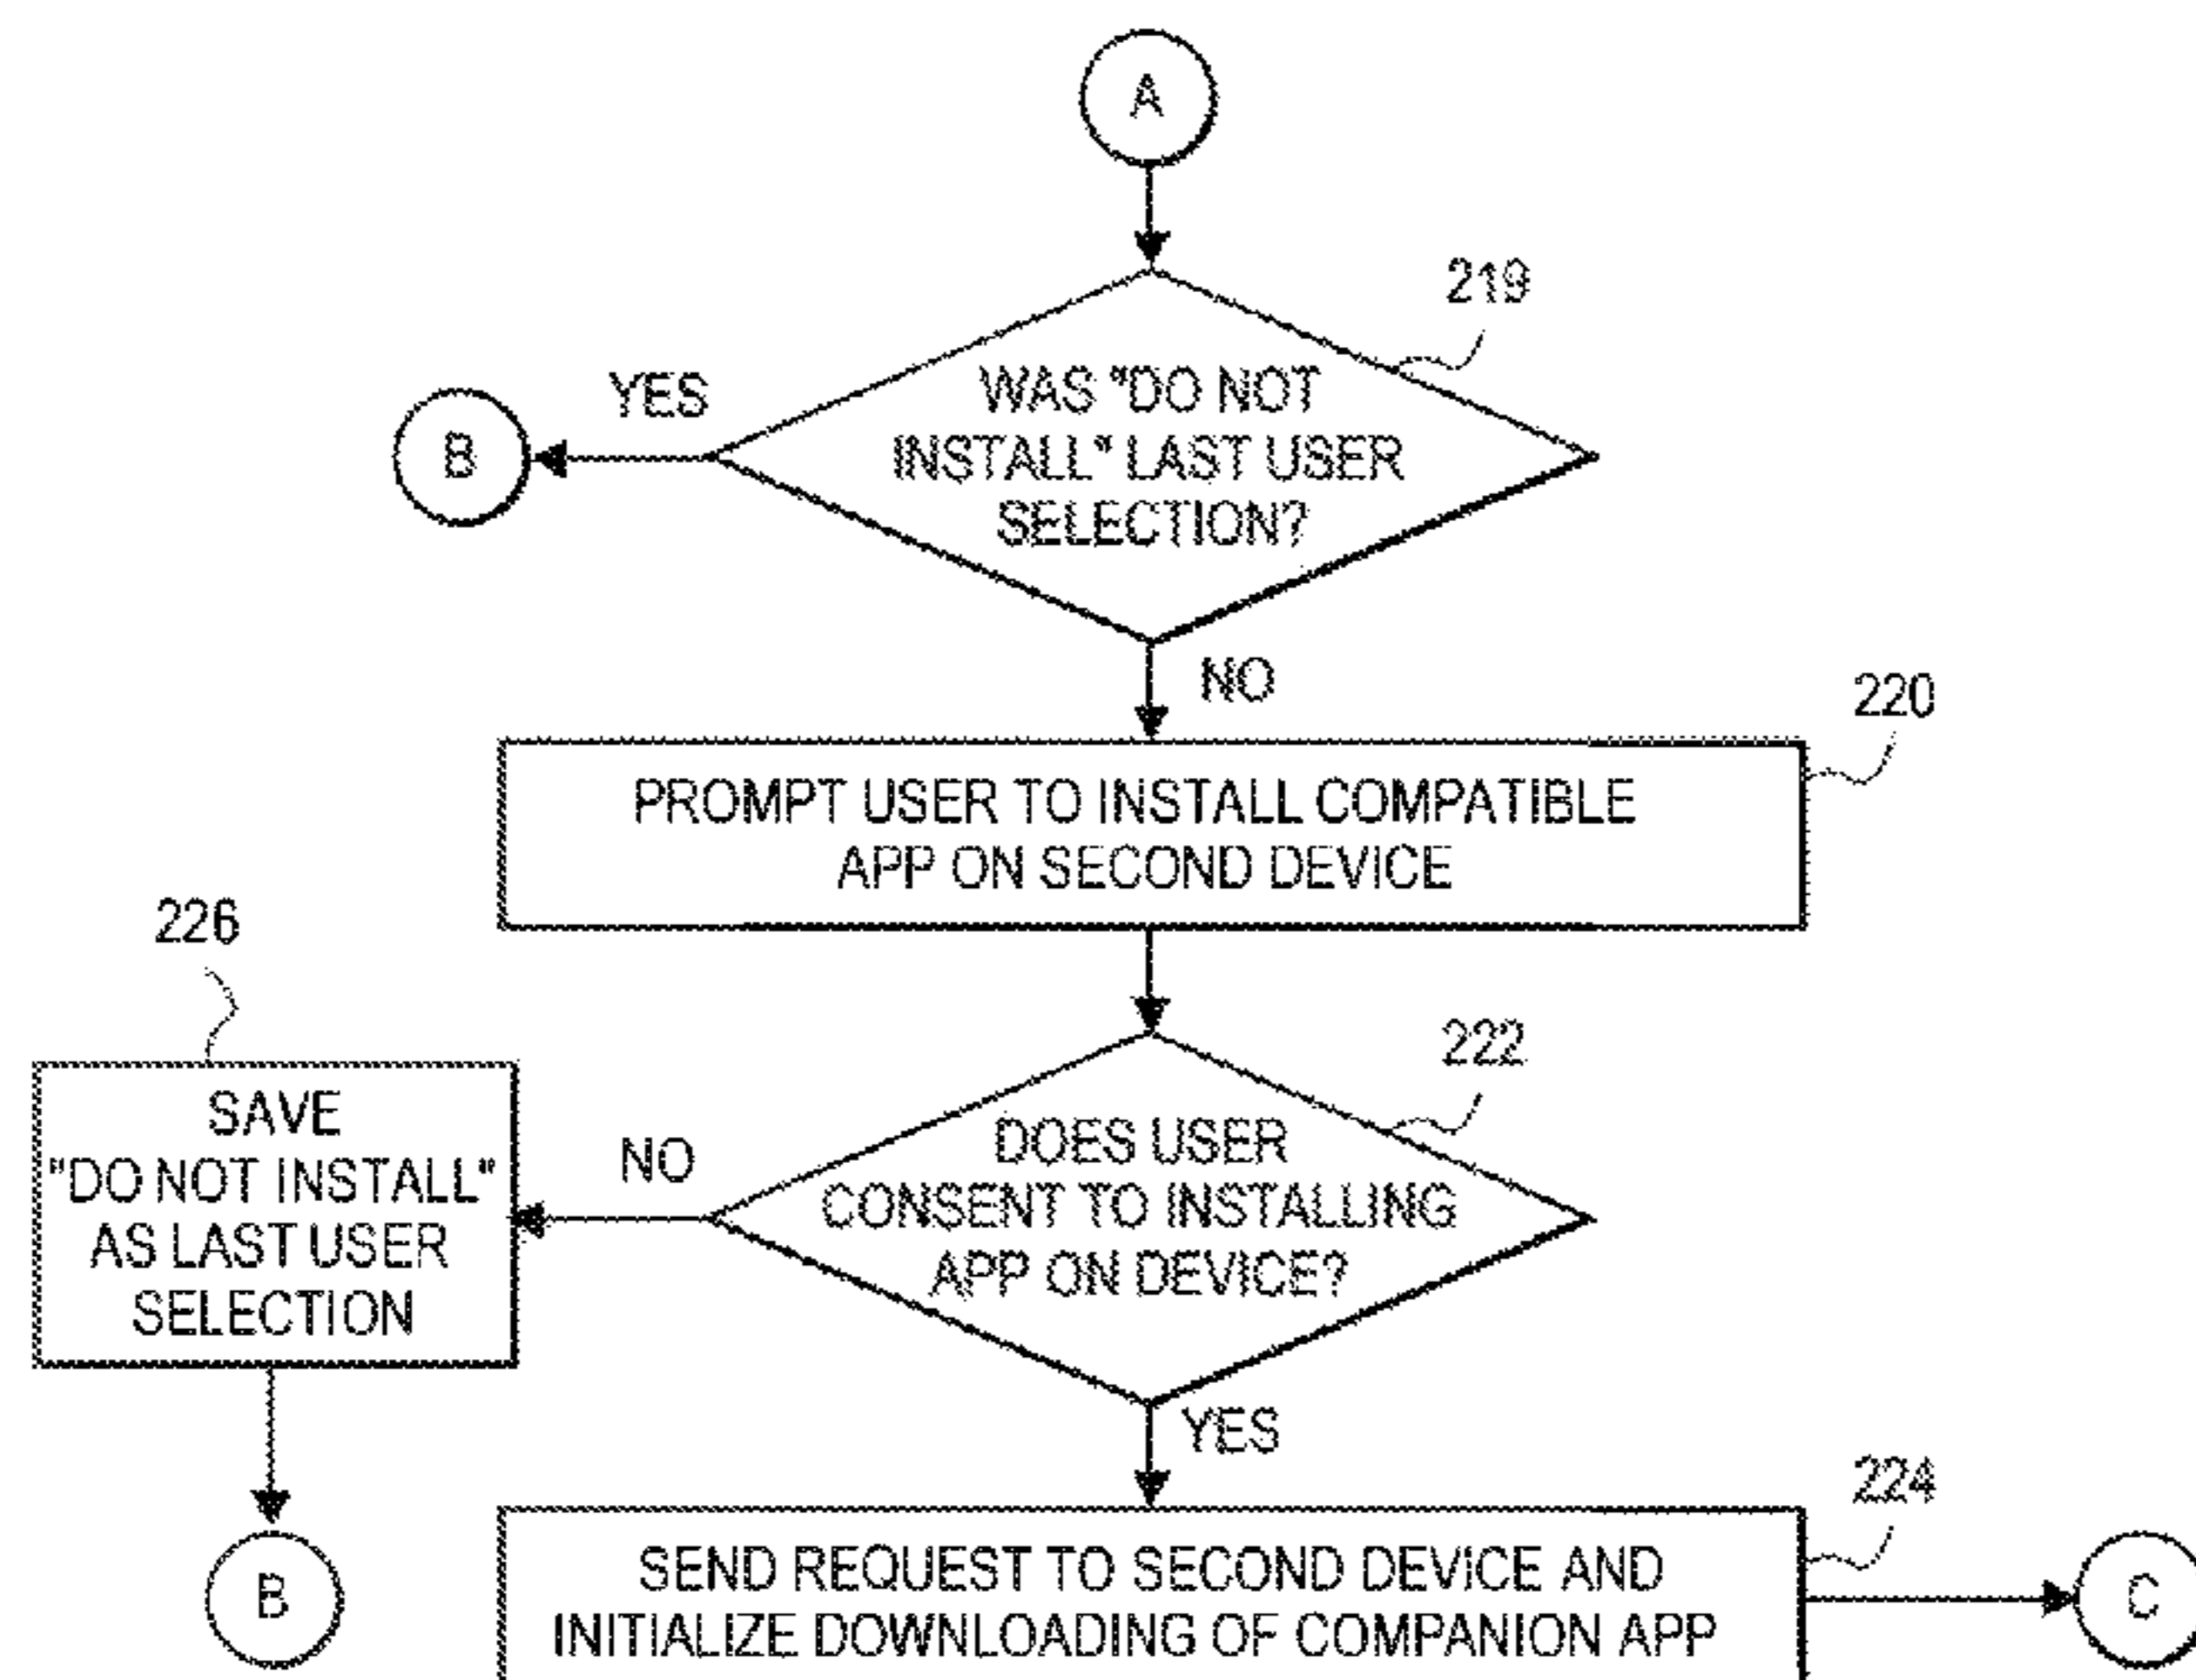 A
219
WAS "DO NOT
INSTALL" LAST USER
SELECTION?
YES
B
NO
220
PROMPT USER TO INSTALL COMPATIBLE
APP ON SECOND DEVICE
226
222
SAVE
"DO NOT INSTALL"
AS LAST USER
SELECTION
NO
DOES USER
CONSENT TO INSTALLING
APP ON DEVICE?
YES
224
B
SEND REQUEST TO SECOND DEVICE AND
INITIALIZE DOWNLOADING OF COMPANION APP
C